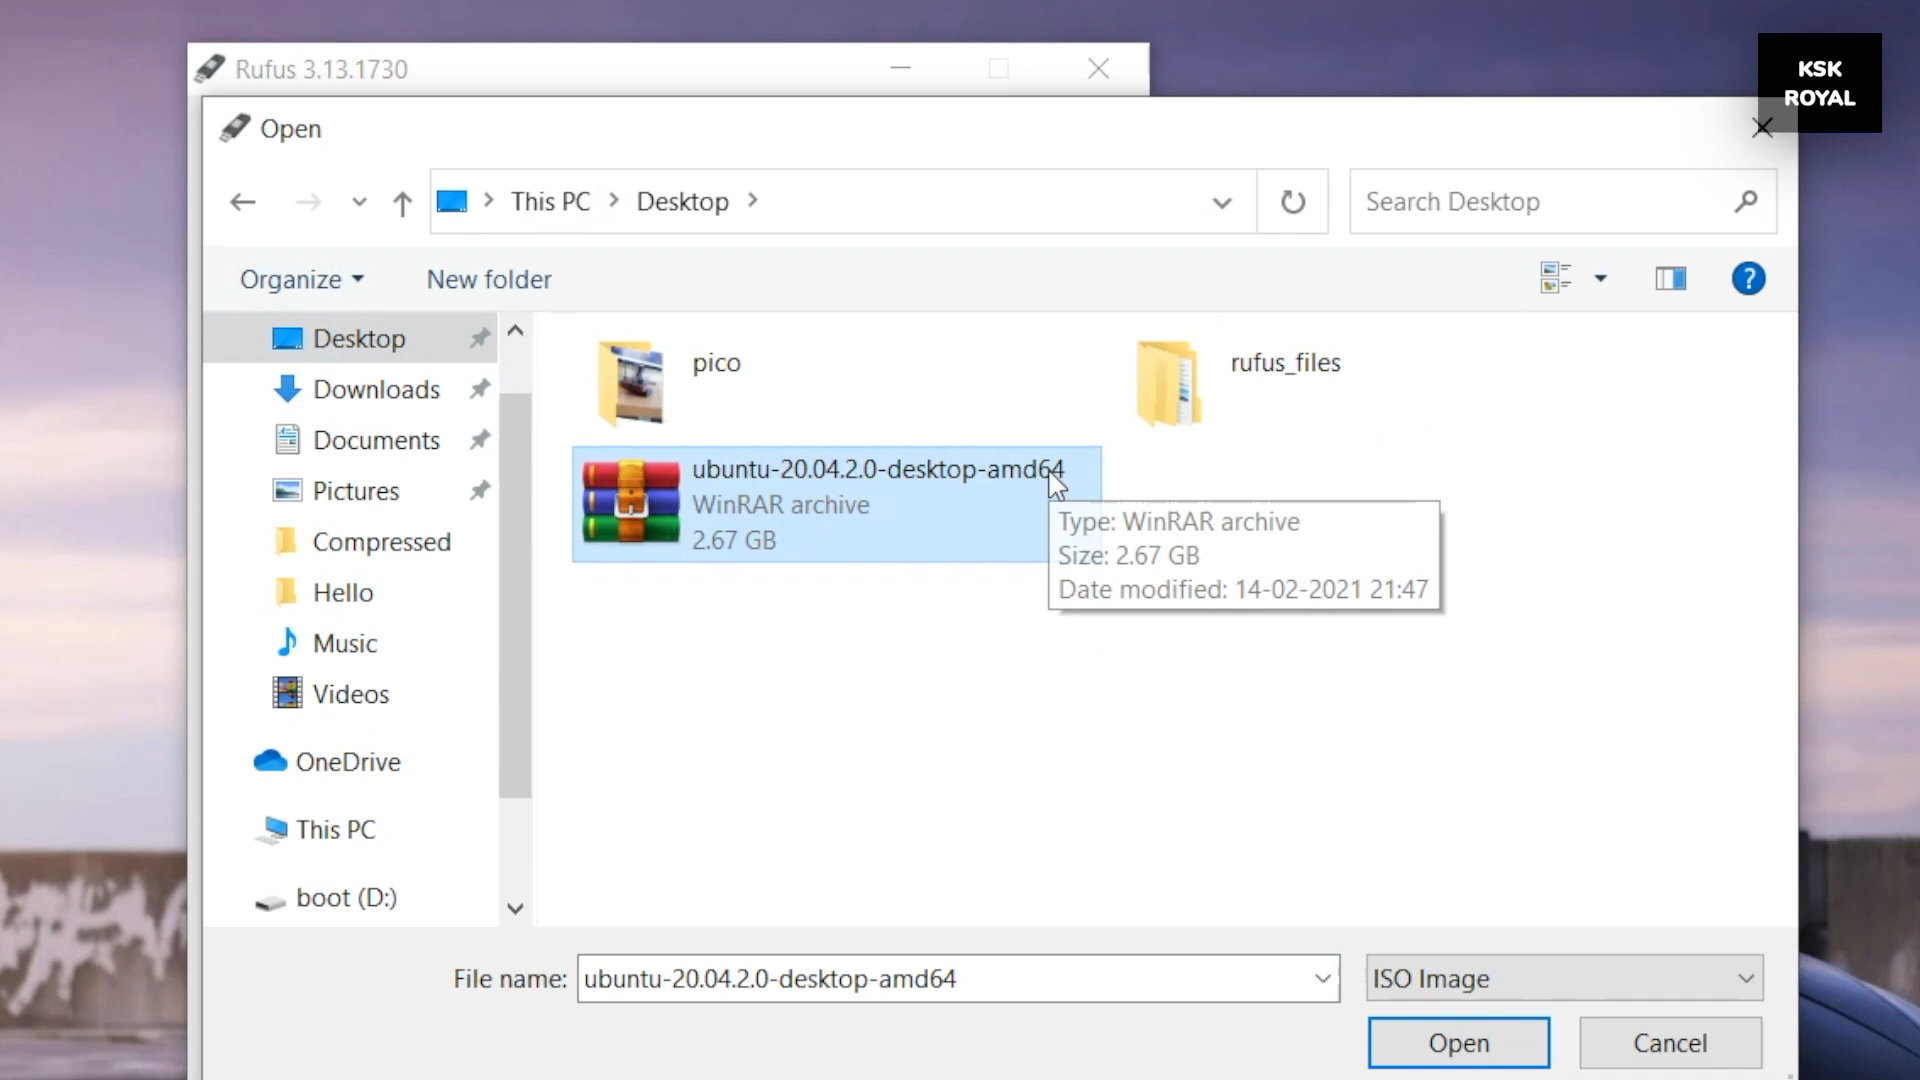 Rufus 3.13.1730
KSK
ROYAL
Open
This PC
Desktop
Search Desktop
Organize
New folder
?
Desktop
Downloads
Documents
Pictures
Compressed
Hello
Music
Videos
OneDrive
This PC
boot (D:)
pico
rufus_files
ubuntu-20.04.2.0-desktop-amd64
WinRAR archive
2.67 GB
Type: WinRAR archive
Size: 2.67 GB
Date modified: 14-02-2021 21:47
File name:
ubuntu-20.04.2.0-desktop-amd64
ISO Image
Open
Cancel